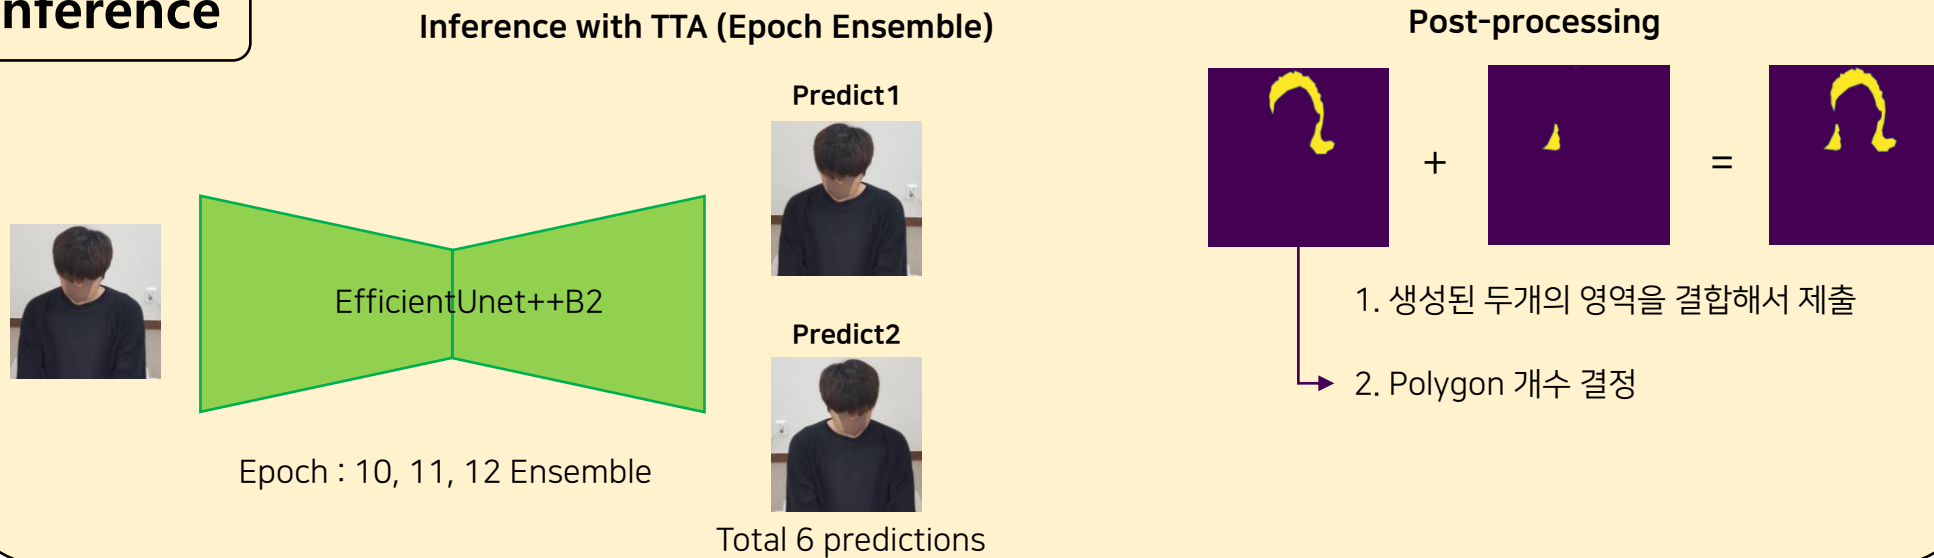 nference
Inference with TTA (Epoch Ensemble)
Post-processing
Predict1
+
=
EfficientUnet++B2
1. 생성된 두개의 영역을 결합해서 제출
Predict2
2. Polygon 개수 결정
Epoch : 10, 11, 12 Ensemble
Total 6 predictions